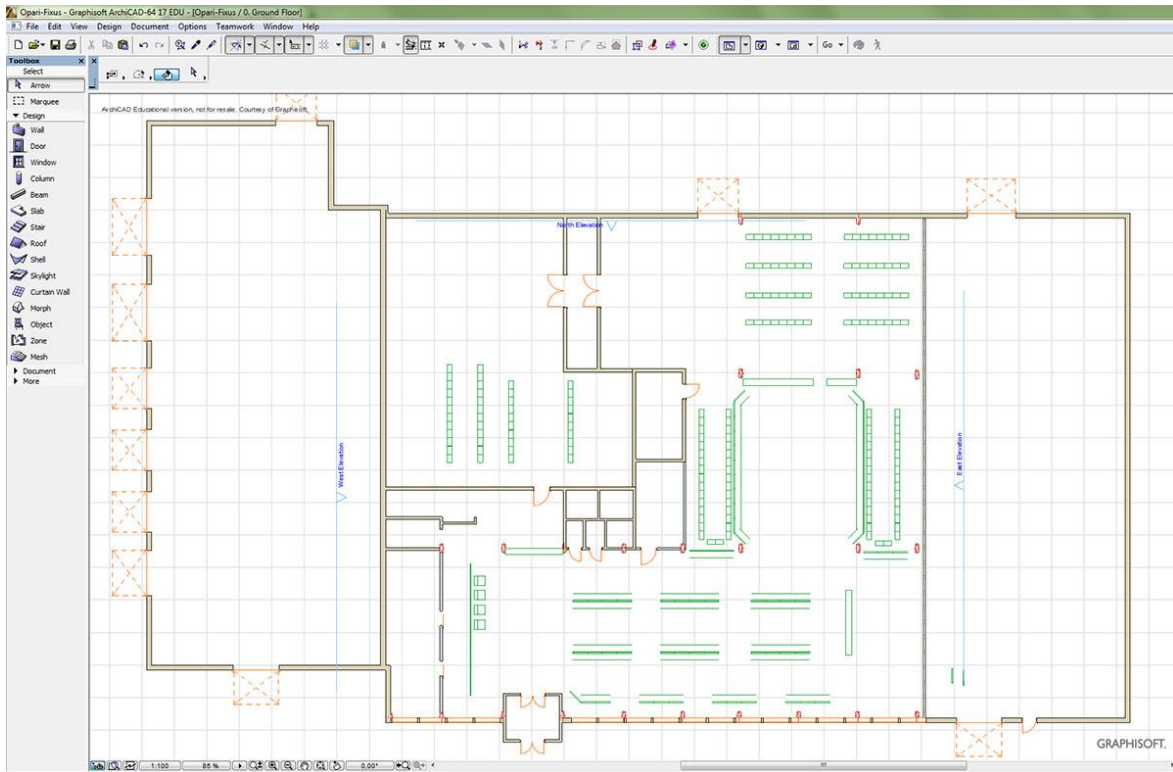 Opari-Fixus - Graphisoft ArchiCAD-64 17 EDU - [Opari-Fixus / 0. Ground Floor]
File Edit View Design Document Options Teamwork Window Help
Go
Toolbox
Select
Arrow
Marquee
Design
Wall
Door
Window
Column
Beam
Slab
Stair
Roof
Shell
Skylight
Curtain Wall
Morph
Object
Zone
Mesh
Document
More
ArchiCAD Educational version, not for resale. Courtesy of Graphisoft.
North Elevation
West Elevation
East Elevation
GRAPHISOFT.
1:100 85 % 0,00°